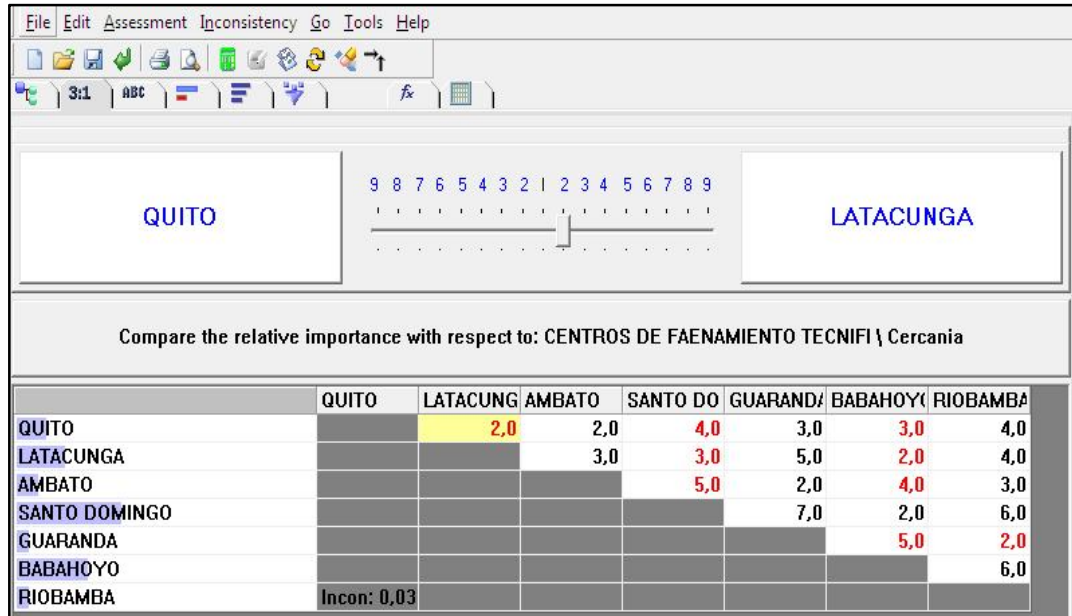 File Edit Assessment Inconsistency Go Tools Help
3:1 ABC fx
9 8 7 6 5 4 3 2 1 2 3 4 5 6 7 8 9
QUITO LATACUNGA
Compare the relative importance with respect to: CENTROS DE FAENAMIENTO TECNIFI \ Cercania
QUITO LATACUNG AMBATO SANTO DO GUARANDA BABAHOY( RIOBAMBA
QUITO 2,0 2,0 4,0 3,0 3,0 4,0
LATACUNGA 3,0 3,0 5,0 2,0 4,0
AMBATO 5,0 2,0 4,0 3,0
SANTO DOMINGO 7,0 2,0 6,0
GUARANDA 5,0 2,0
BABAHOYO 6,0
RIOBAMBA Incon: 0,03